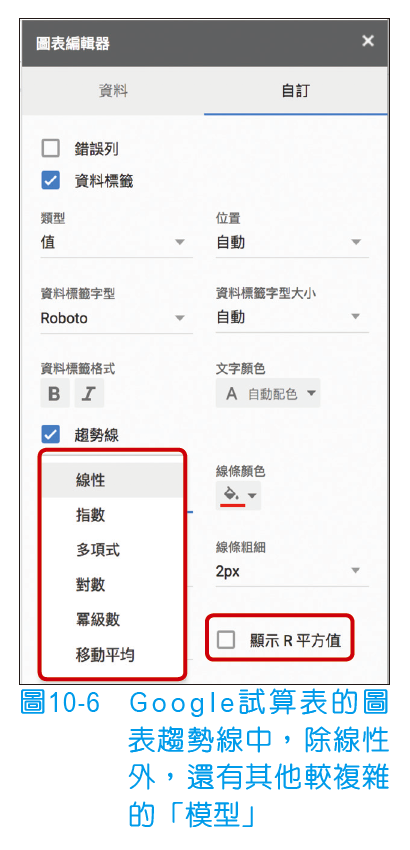 圖表編輯器 ×
資料 自訂
錯誤列
資料標籤
類型 位置
值 自動
資料標籤字型 資料標籤字型大小
Roboto 自動
資料標籤格式 文字顏色
B I A 自動配色
趨勢線
線性 線條顏色
指數
多項式 線條粗細
對數 2px
冪級數
移動平均 顯示 R 平方值
圖10-6 Google試算表的圖
表趨勢線中，除線性
外，還有其他較複雜
的「模型」